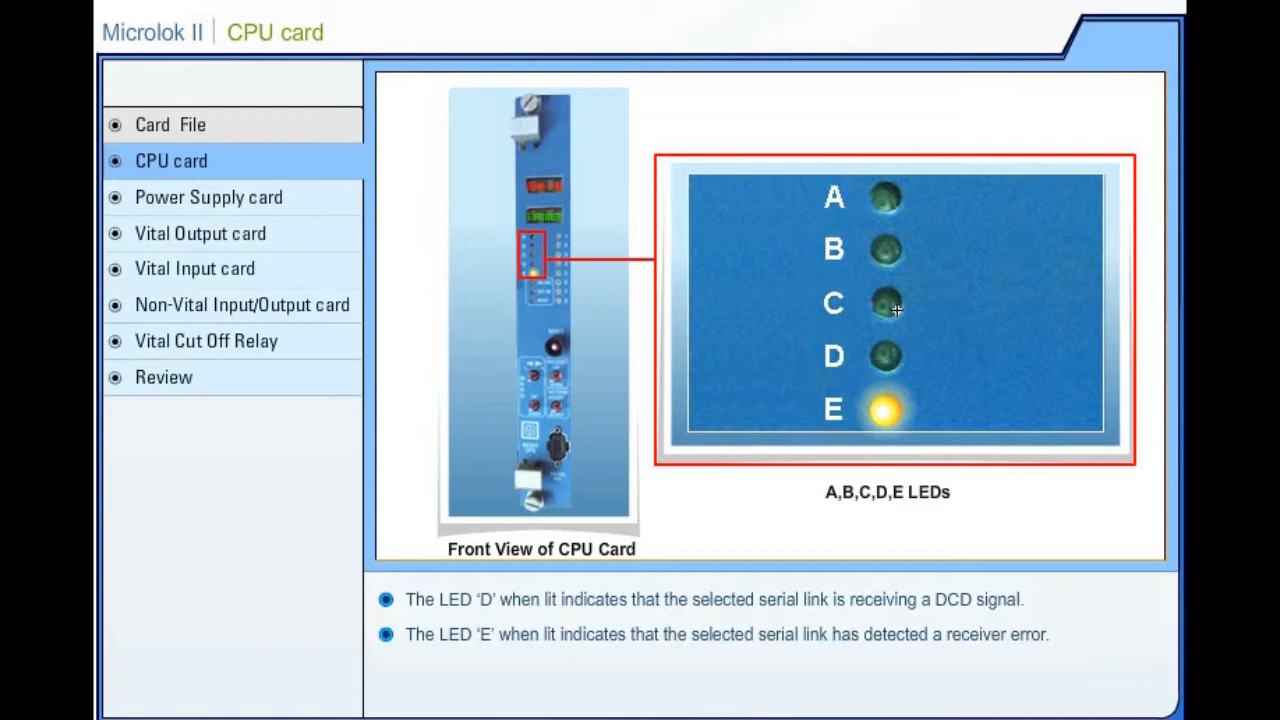 Microlok II | CPU card
Card File
CPU card
Power Supply card
Vital Output card
Vital Input card
Non-Vital Input/Output card
Vital Cut Off Relay
Review
A
B
C
D
E
A,B,C,D,E LEDs
Front View of CPU Card
The LED ‘D’ when lit indicates that the selected serial link is receiving a DCD signal.
The LED ‘E’ when lit indicates that the selected serial link has detected a receiver error.